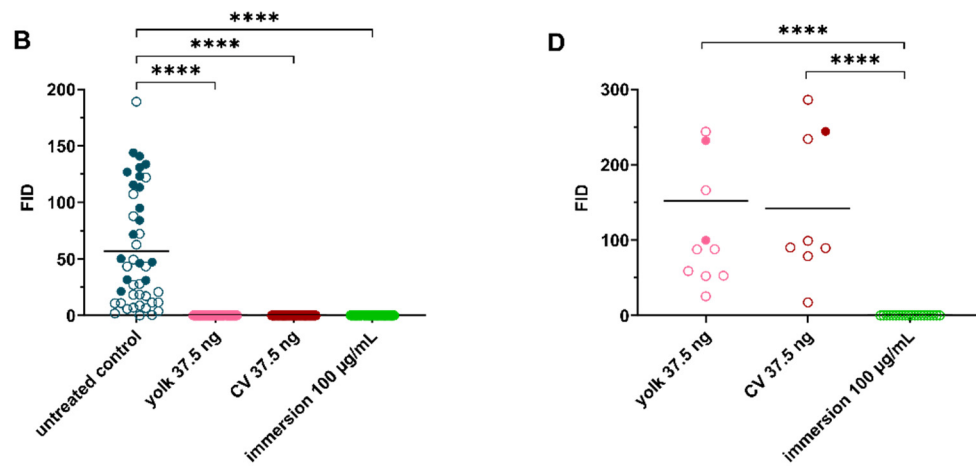 B
****
****
****
200
150
100
50
0
FID
untreated control
yolk 37.5 ng
CV 37.5 ng
immersion 100 µg/mL
D
****
****
300
200
100
0
FID
yolk 37.5 ng
CV 37.5 ng
immersion 100 µg/mL